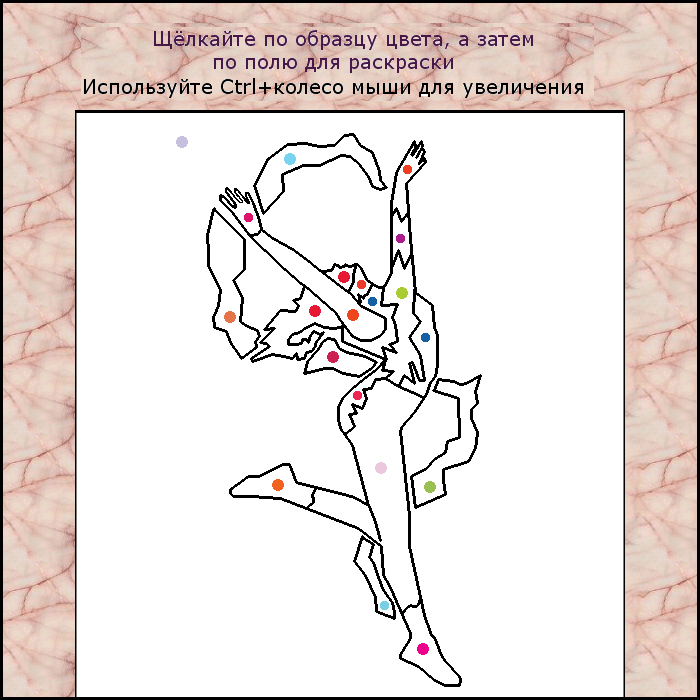 Щёлкайте по образцу цвета, а затем
по полю для раскраски
Используйте Ctrl+колесо мыши для увеличения